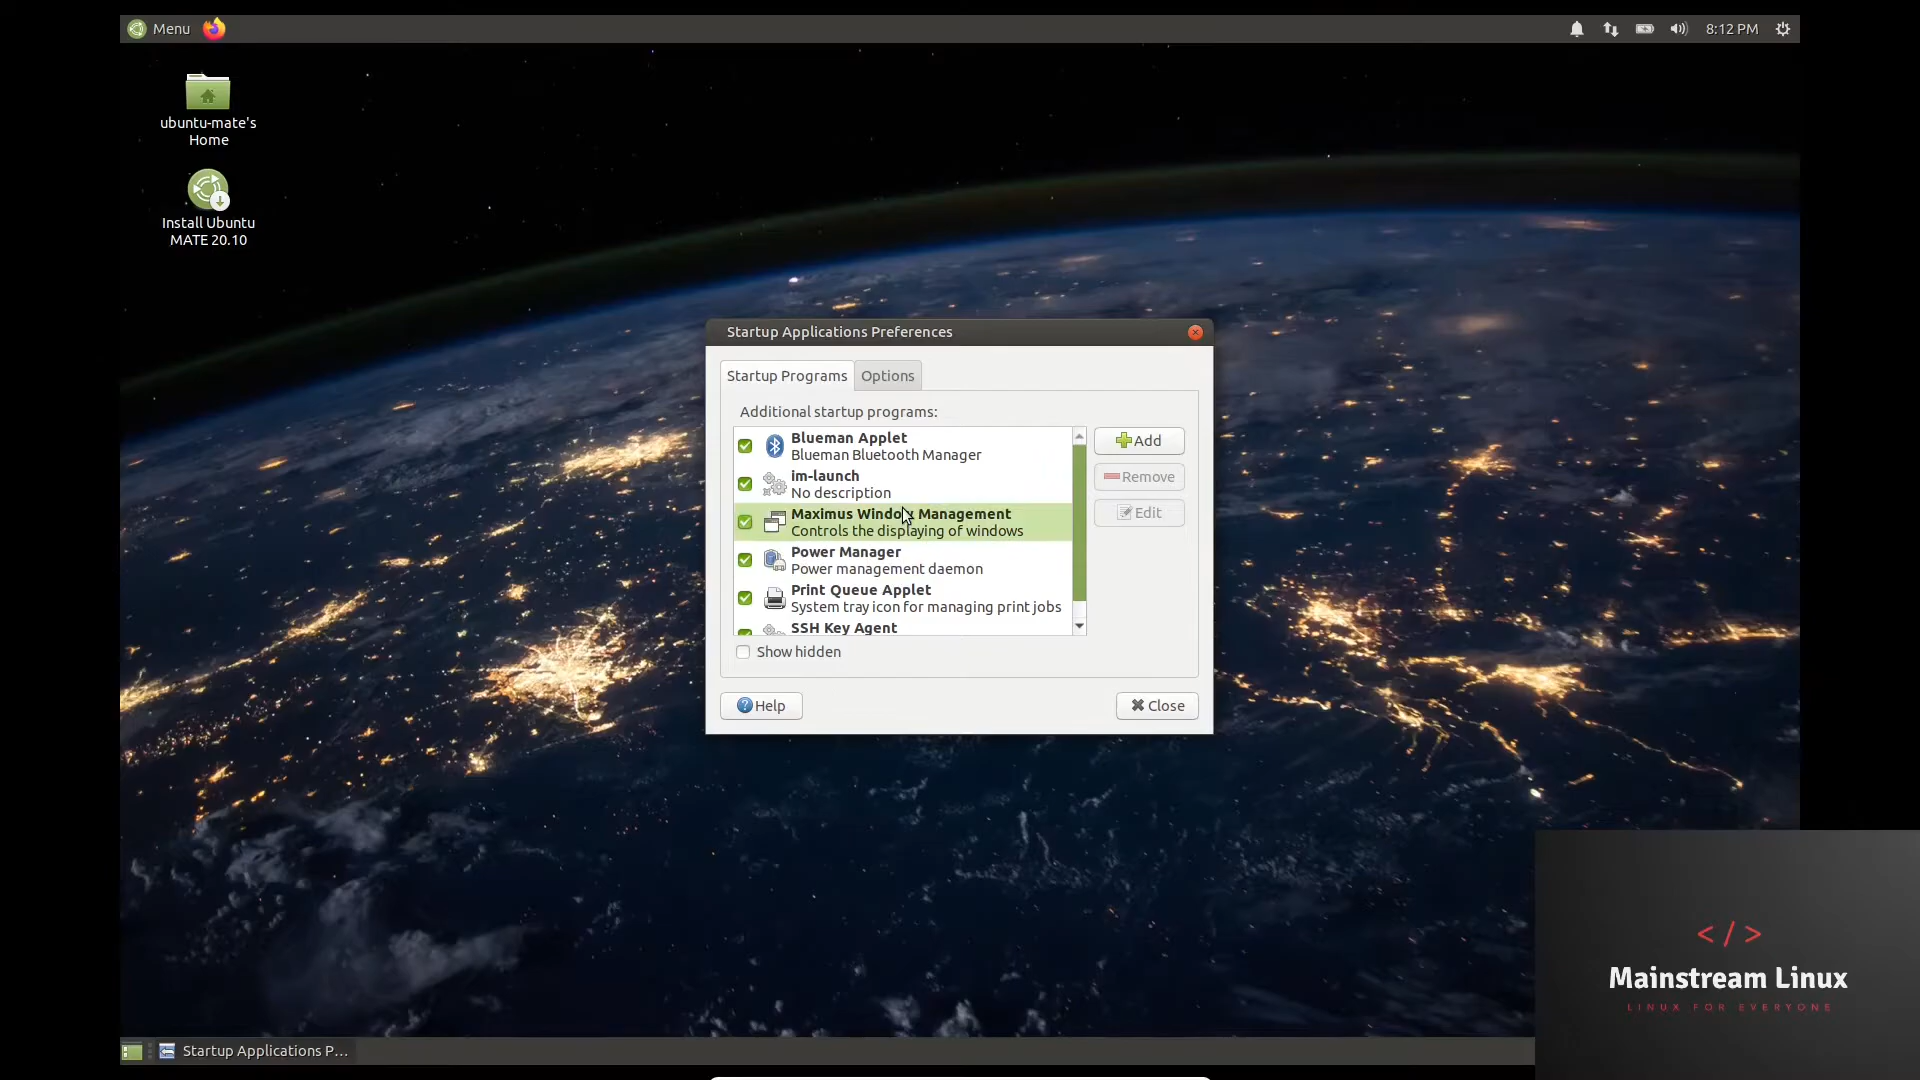 Menu
8:12 PM
ubuntu-mate's
Home
Install Ubuntu
MATE 20.10
Startup Applications Preferences
Startup Programs
Options
Additional startup programs:
Blueman Applet
Blueman Bluetooth Manager
im-launch
No description
Maximus Window Management
Controls the displaying of windows
Power Manager
Power management daemon
Print Queue Applet
System tray icon for managing print jobs
SSH Key Agent
Add
Remove
Edit
Show hidden
Help
Close
Startup Applications P...
</>
Mainstream Linux
LINUX FOR EVERYONE